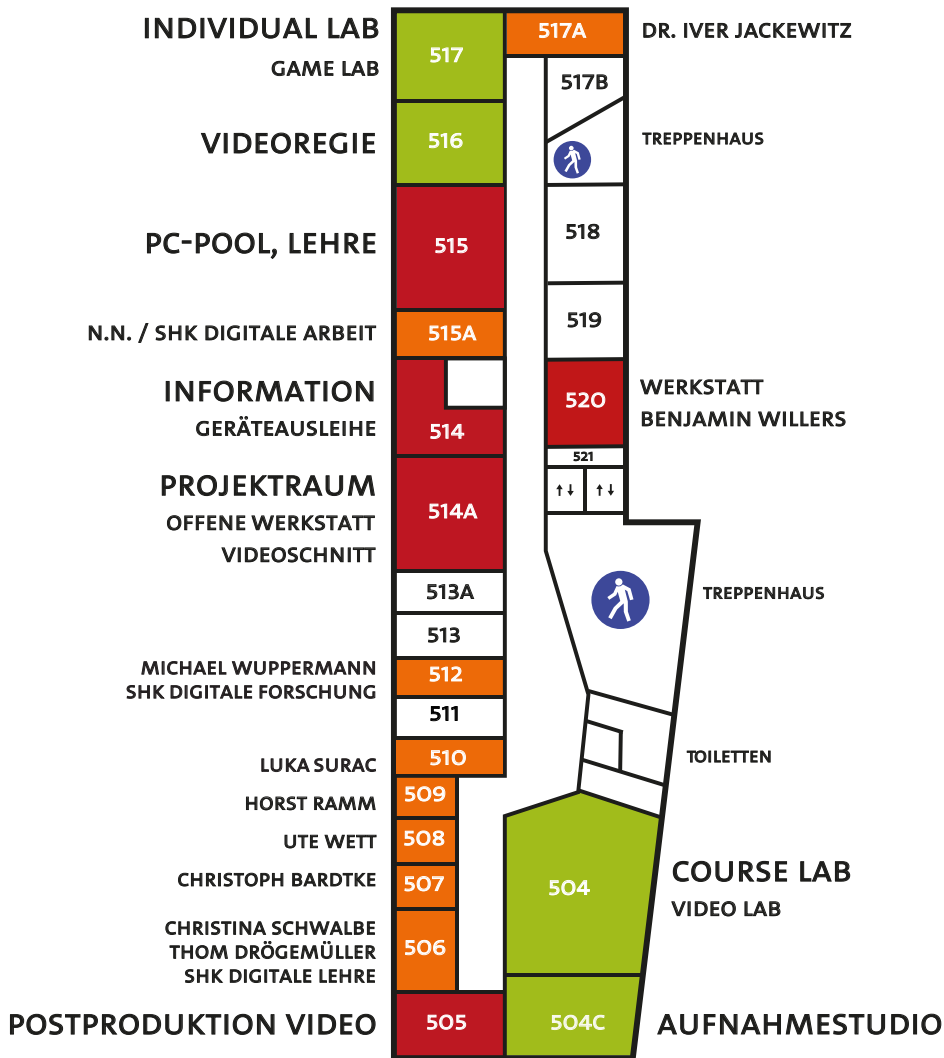 INDIVIDUAL LAB
GAME LAB
517
517A
DR. IVER JACKEWITZ
517B
VIDEOREGIE
516
TREPPENHAUS
PC-POOL, LEHRE
515
518
N.N. / SHK DIGITALE ARBEIT
515A
519
INFORMATION
GERÄTEAUSLEIHE
514
520
WERKSTATT
BENJAMIN WILLERS
521
↑↓ ↑↓
PROJEKTRAUM
OFFENE WERKSTATT
VIDEOSCHNITT
514A
513A
TREPPENHAUS
513
MICHAEL WUPPERMANN
SHK DIGITALE FORSCHUNG
512
511
LUKA SURAC
510
TOILETTEN
HORST RAMM
509
UTE WETT
508
CHRISTOPH BARDTKE
507
504
COURSE LAB
VIDEO LAB
CHRISTINA SCHWALBE
THOM DRÖGEMÜLLER
SHK DIGITALE LEHRE
506
POSTPRODUKTION VIDEO
505
504C
AUFNAHMESTUDIO